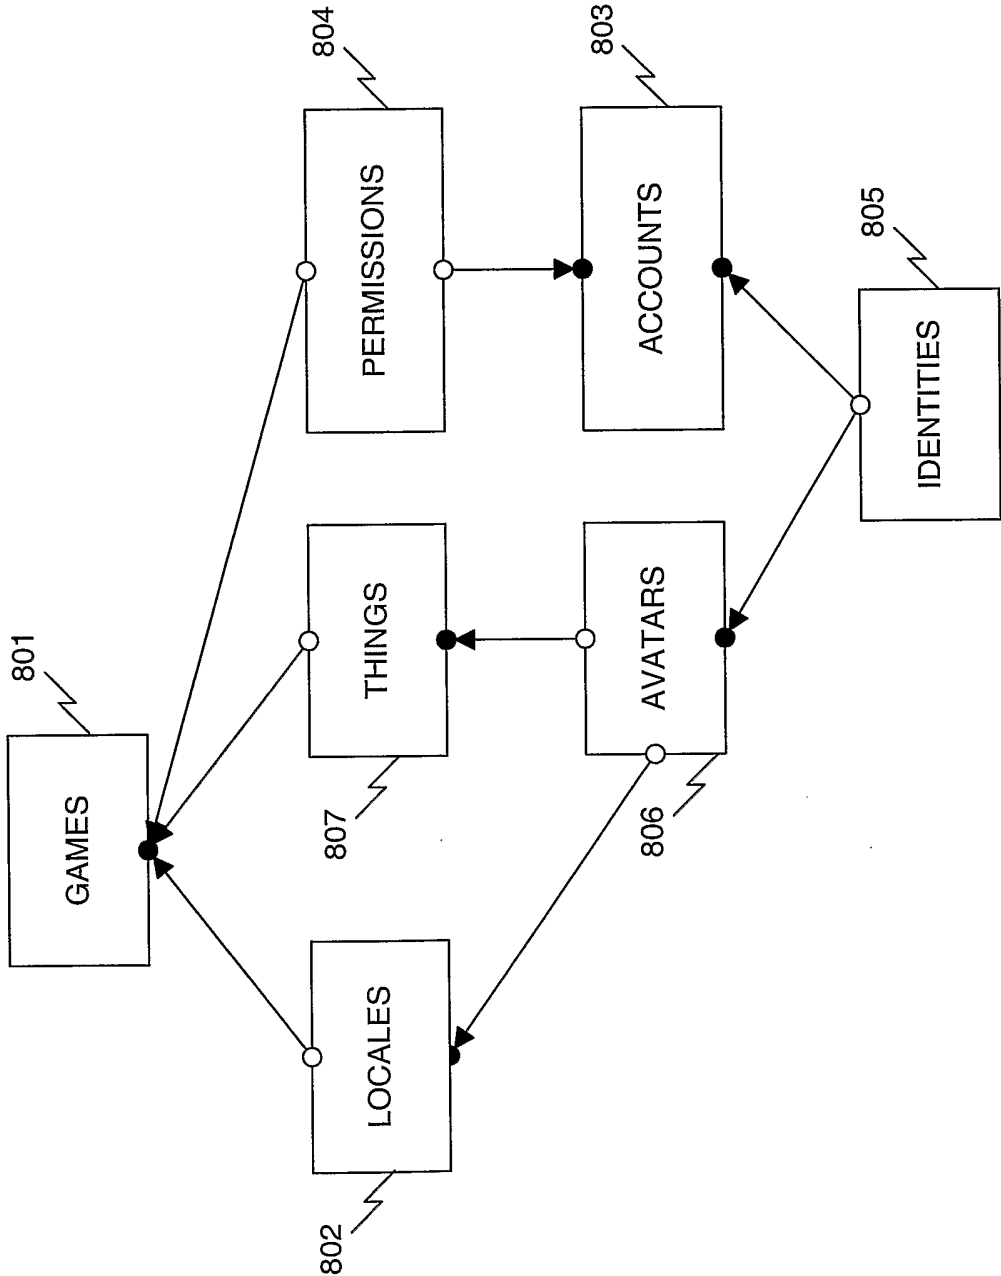 801
GAMES
802
LOCALES
807
THINGS
804
PERMISSIONS
806
AVATARS
803
ACCOUNTS
805
IDENTITIES